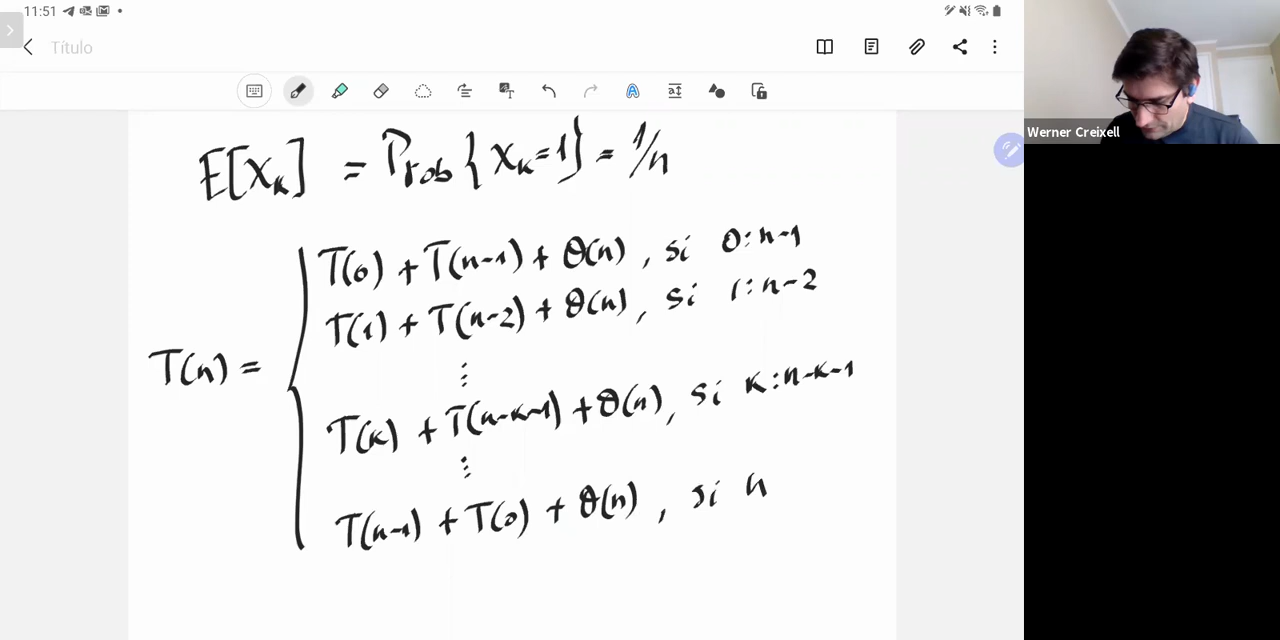 11:51
Título
Werner Creixell
E[X_k] = Prob{X_k=1} = 1/n
T(0) + T(n-1) + Θ(n), si 0:n-1
T(1) + T(n-2) + Θ(n), si 1:n-2
⋮
T(n) =
T(k) + T(n-k-1) + Θ(n), si k:n-k-1
⋮
T(n-1) + T(0) + Θ(n), si n